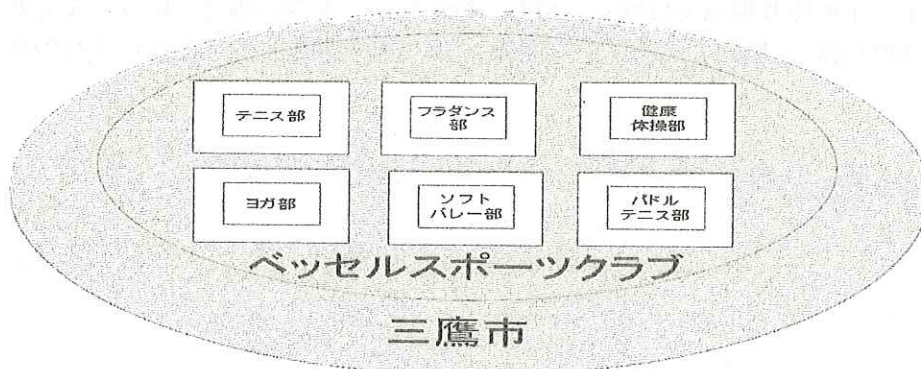 テニス部
フラダンス
部
健康
体操部
ヨガ部
ソフト
バレー部
パドル
テニス部
ベッセルスポーツクラブ
三鷹市